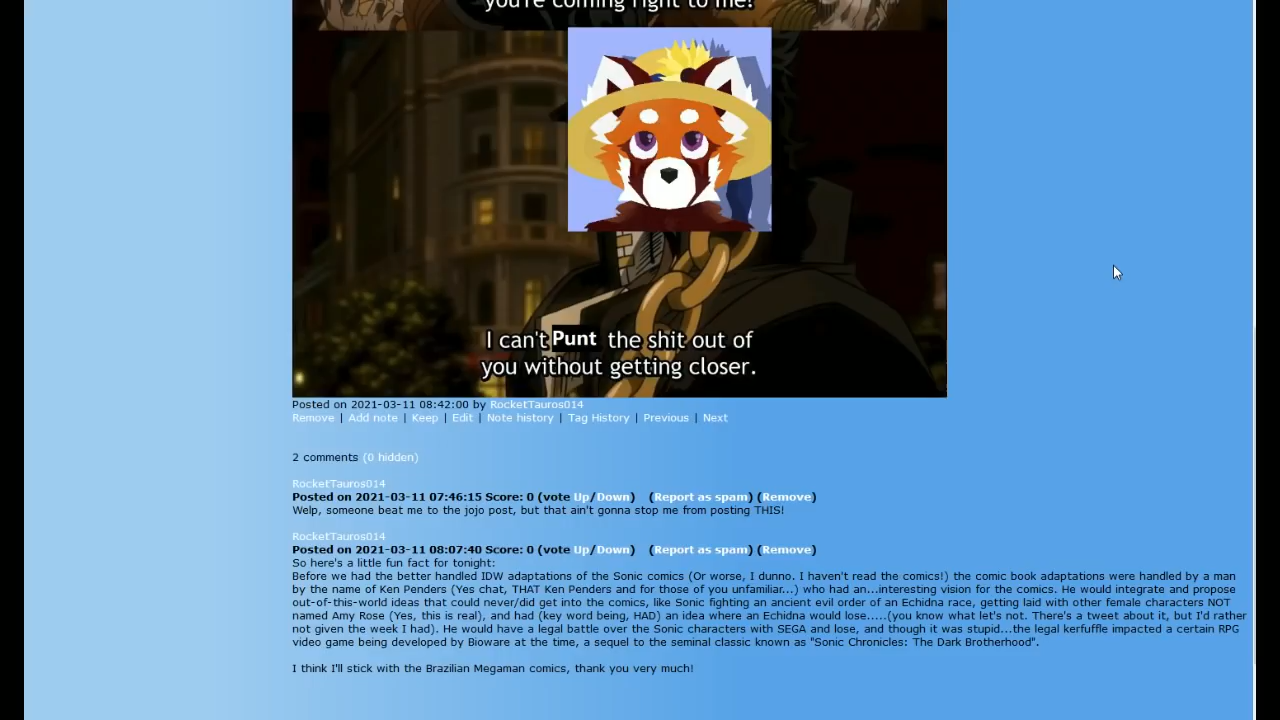 you're coming right to me!
I can't Punt the shit out of
you without getting closer.
Posted on 2021-03-11 08:42:00 by RocketTauros014
Remove | Add note | Keep | Edit | Note history | Tag History | Previous | Next
2 comments (0 hidden)
RocketTauros014
Posted on 2021-03-11 07:46:15 Score: 0 (vote Up/Down) (Report as spam) (Remove)
Welp, someone beat me to the jojo post, but that ain't gonna stop me from posting THIS!
RocketTauros014
Posted on 2021-03-11 08:07:40 Score: 0 (vote Up/Down) (Report as spam) (Remove)
So here's a little fun fact for tonight:
Before we had the better handled IDW adaptations of the Sonic comics (Or worse, I dunno. I haven't read the comics!) the comic book adaptations were handled by a man
by the name of Ken Penders (Yes chat, THAT Ken Penders and for those of you unfamiliar...) who had an...interesting vision for the comics. He would integrate and propose
out-of-this-world ideas that could never/did get into the comics, like Sonic fighting an ancient evil order of an Echidna race, getting laid with other female characters NOT
named Amy Rose (Yes, this is real), and had (key word being, HAD) an idea where an Echidna would lose.....(you know what let's not. There's a tweet about it, but I'd rather
not given the week I had). He would have a legal battle over the Sonic characters with SEGA and lose, and though it was stupid...the legal kerfuffle impacted a certain RPG
video game being developed by Bioware at the time, a sequel to the seminal classic known as "Sonic Chronicles: The Dark Brotherhood".
I think I'll stick with the Brazilian Megaman comics, thank you very much!